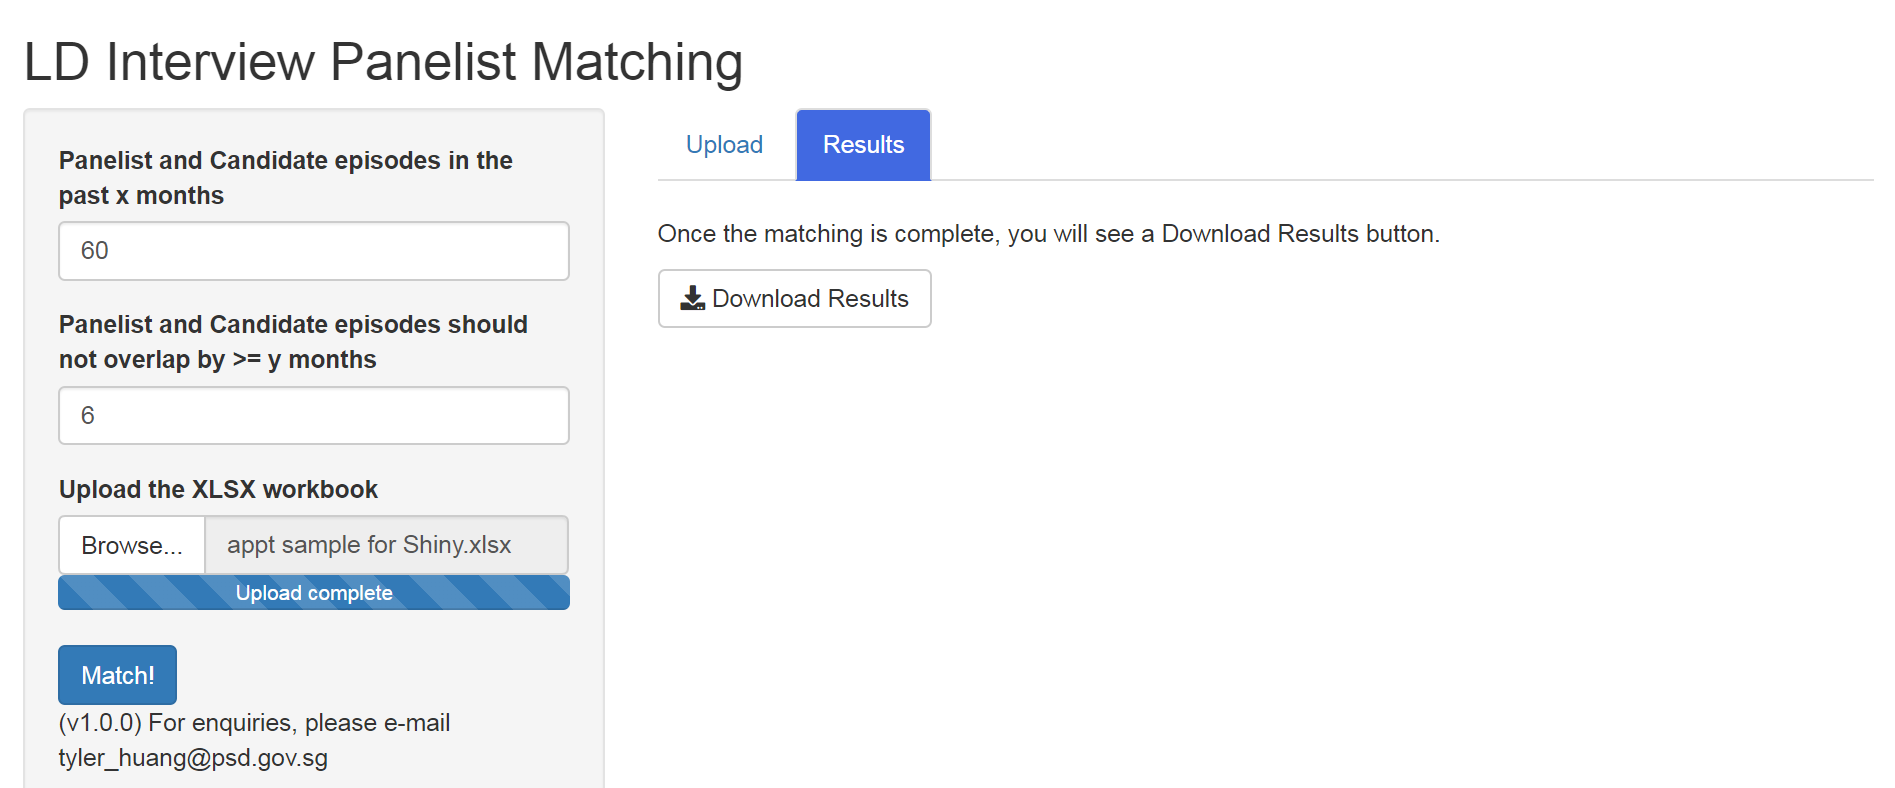 LD Interview Panelist Matching
Panelist and Candidate episodes in the
past x months
60
Panelist and Candidate episodes should
not overlap by >= y months
6
Upload the XLSX workbook
Browse... appt sample for Shiny.xlsx
Upload complete
Match!
(v1.0.0) For enquiries, please e-mail
tyler_huang@psd.gov.sg
Upload Results
Once the matching is complete, you will see a Download Results button.
Download Results